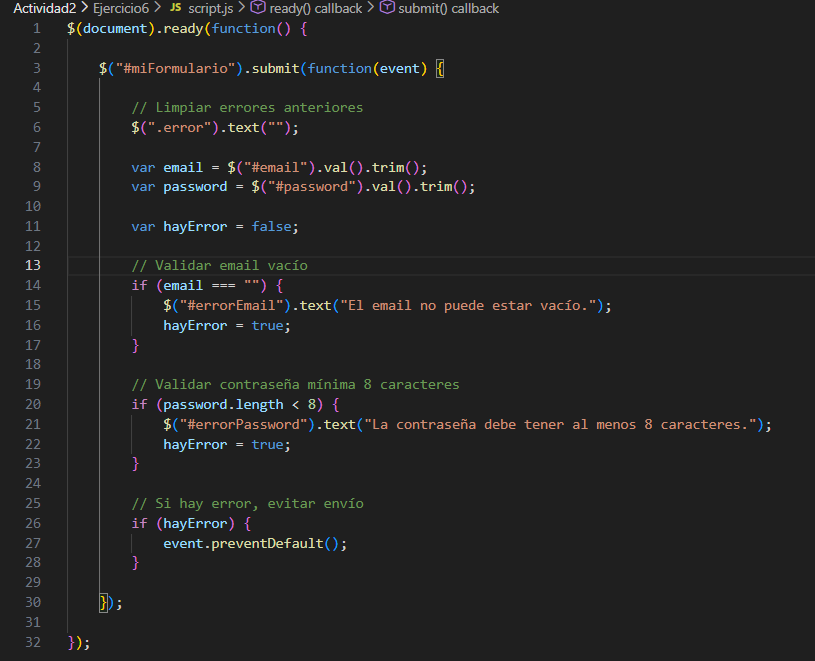 Actividad2 > Ejercicio6 > JS script.js > ready() callback > submit() callback
1 $(document).ready(function() {
2
3 $("#miFormulario").submit(function(event) {
4
5 // Limpiar errores anteriores
6 $(".error").text("");
7
8 var email = $("#email").val().trim();
9 var password = $("#password").val().trim();
10
11 var hayError = false;
12
13 // Validar email vacío
14 if (email === "") {
15 $("#errorEmail").text("El email no puede estar vacío.");
16 hayError = true;
17 }
18
19 // Validar contraseña mínima 8 caracteres
20 if (password.length < 8) {
21 $("#errorPassword").text("La contraseña debe tener al menos 8 caracteres.");
22 hayError = true;
23 }
24
25 // Si hay error, evitar envío
26 if (hayError) {
27 event.preventDefault();
28 }
29
30 });
31
32 });